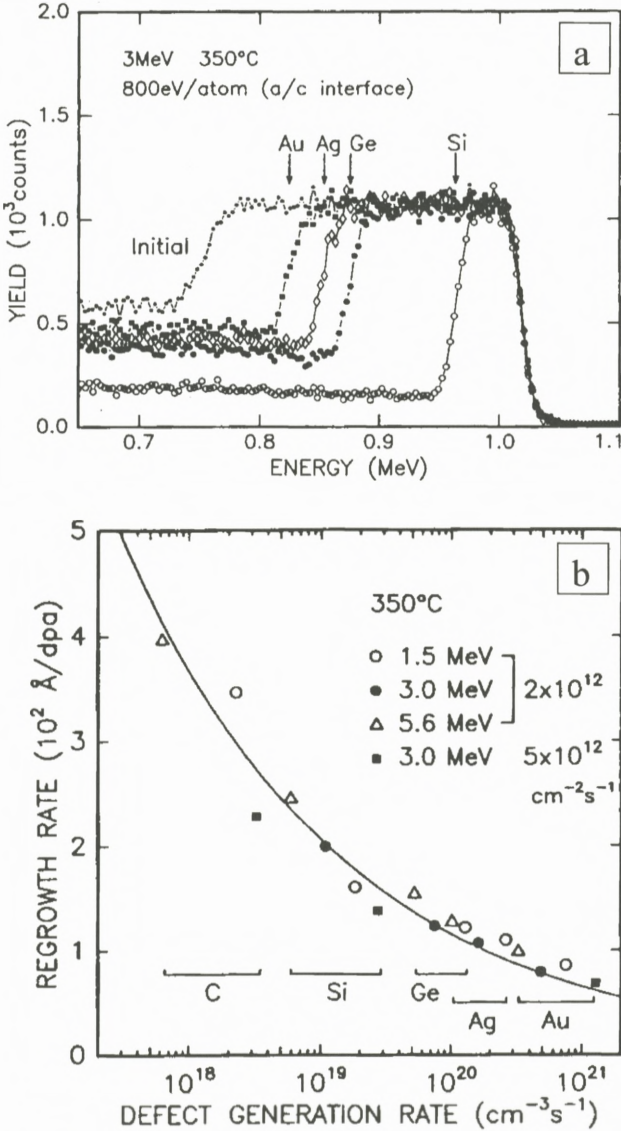 a
3MeV 350°C
800eV/atom (a/c interface)
Au Ag Ge Si
Initial
2.0
1.5
1.0
0.5
0.0
YIELD (10³counts)
0.7 0.8 0.9 1.0 1.1
ENERGY (MeV)
b
350°C
○ 1.5 MeV
● 3.0 MeV 2x10¹²
△ 5.6 MeV
■ 3.0 MeV 5x10¹²
cm⁻²s⁻¹
5
4
3
2
1
0
REGROWTH RATE (10² Å/dpa)
C Si Ge Ag Au
10¹⁸ 10¹⁹ 10²⁰ 10²¹
DEFECT GENERATION RATE (cm⁻³s⁻¹)